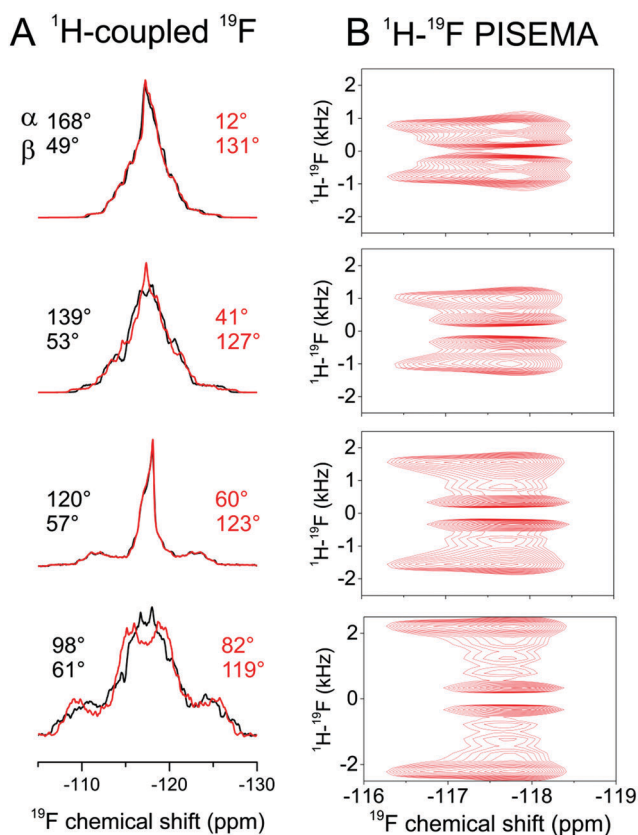 A ¹H-coupled ¹⁹F
α 168°
β 49°
12°
131°
139°
53°
41°
127°
120°
57°
60°
123°
98°
61°
82°
119°
-110 -120 -130
¹⁹F chemical shift (ppm)
B ¹H-¹⁹F PISEMA
¹H-¹⁹F (kHz)
2
1
0
-1
-2
¹H-¹⁹F (kHz)
2
1
0
-1
-2
¹H-¹⁹F (kHz)
2
1
0
-1
-2
¹H-¹⁹F (kHz)
2
0
-2
-116 -117 -118 -119
¹⁹F chemical shift (ppm)